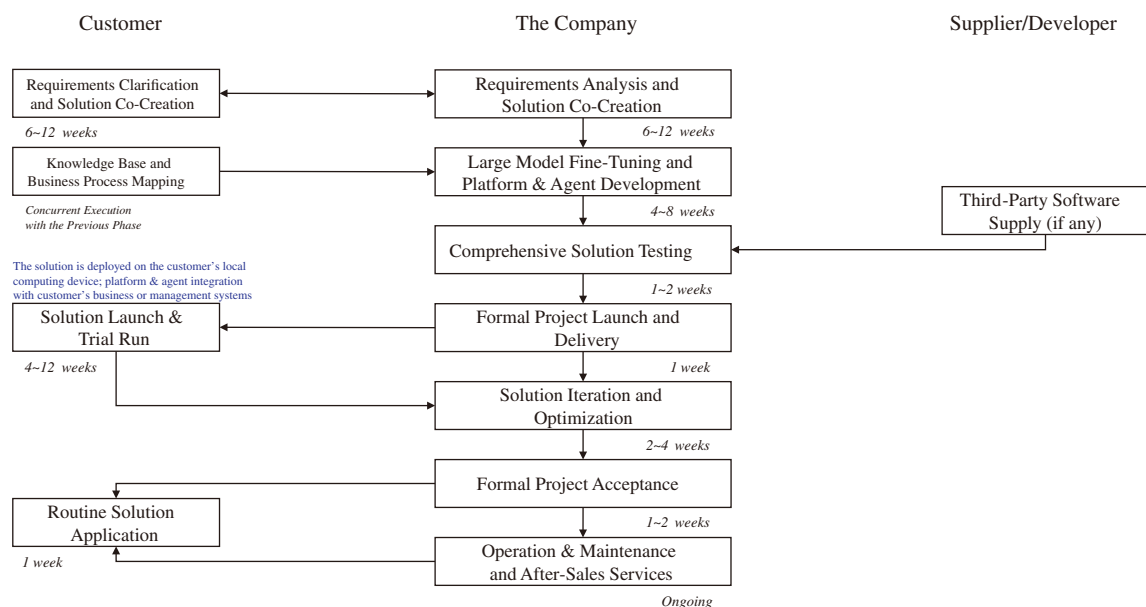 Customer
The Company
Supplier/Developer
Requirements Clarification
and Solution Co-Creation
6~12 weeks
Requirements Analysis and
Solution Co-Creation
6~12 weeks
Knowledge Base and
Business Process Mapping
Concurrent Execution
with the Previous Phase
Large Model Fine-Tuning and
Platform & Agent Development
4~8 weeks
Third-Party Software
Supply (if any)
Comprehensive Solution Testing
1~2 weeks
The solution is deployed on the customer's local
computing device; platform & agent integration
with customer's business or management systems
Solution Launch &
Trial Run
4~12 weeks
Formal Project Launch and
Delivery
1 week
Solution Iteration and
Optimization
2~4 weeks
Formal Project Acceptance
1~2 weeks
Routine Solution
Application
1 week
Operation & Maintenance
and After-Sales Services
Ongoing